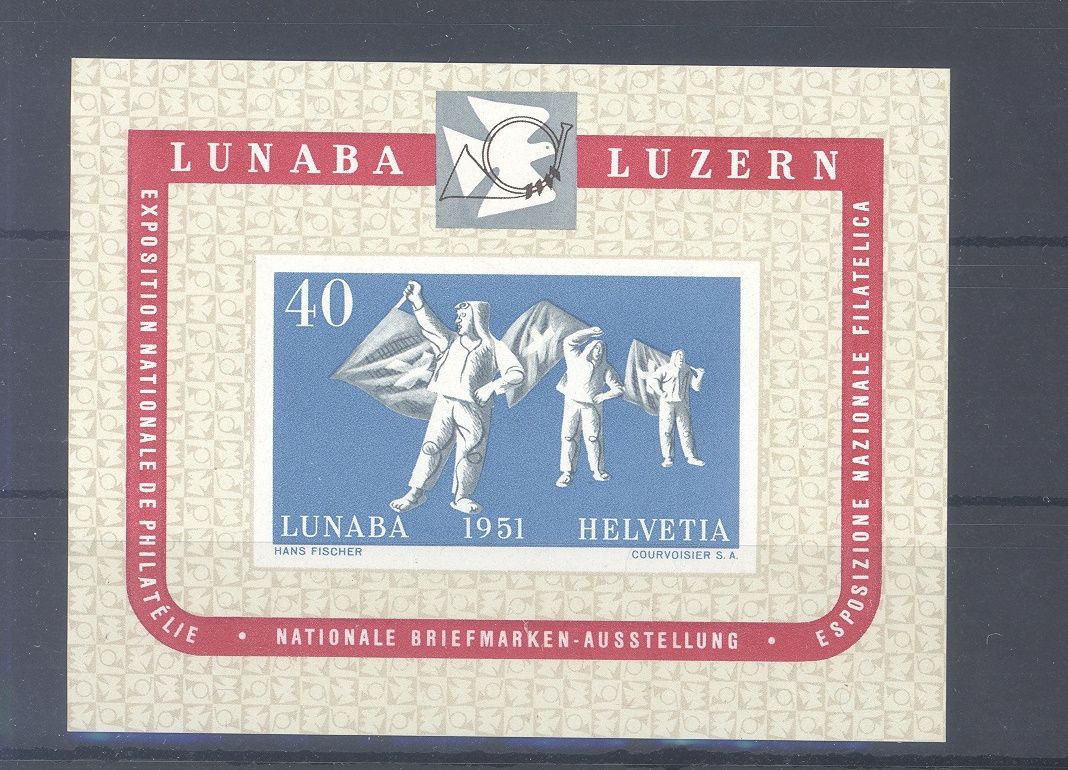 LUNABA LUZERN
EXPOSITION NATIONALE DE PHILATÉLIE
ESPOSIZIONE NAZIONALE FILATELICA
40
LUNABA 1951 HELVETIA
HANS FISCHER COURVOISIER S. A.
• NATIONALE BRIEFMARKEN-AUSSTELLUNG •